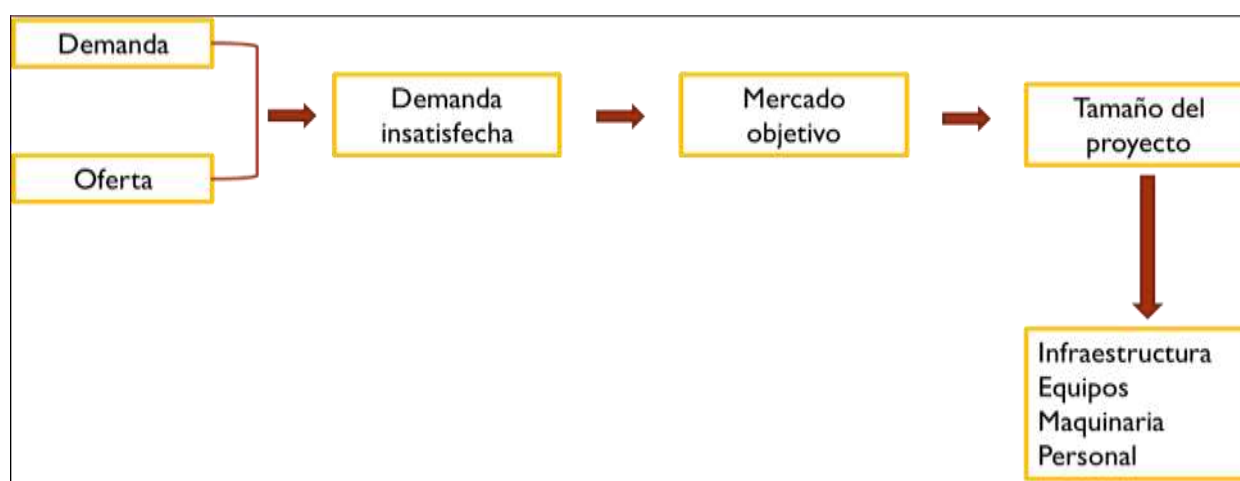 Demanda
Oferta
Demanda
insatisfecha
Mercado
objetivo
Tamaño del
proyecto
Infraestructura
Equipos
Maquinaria
Personal